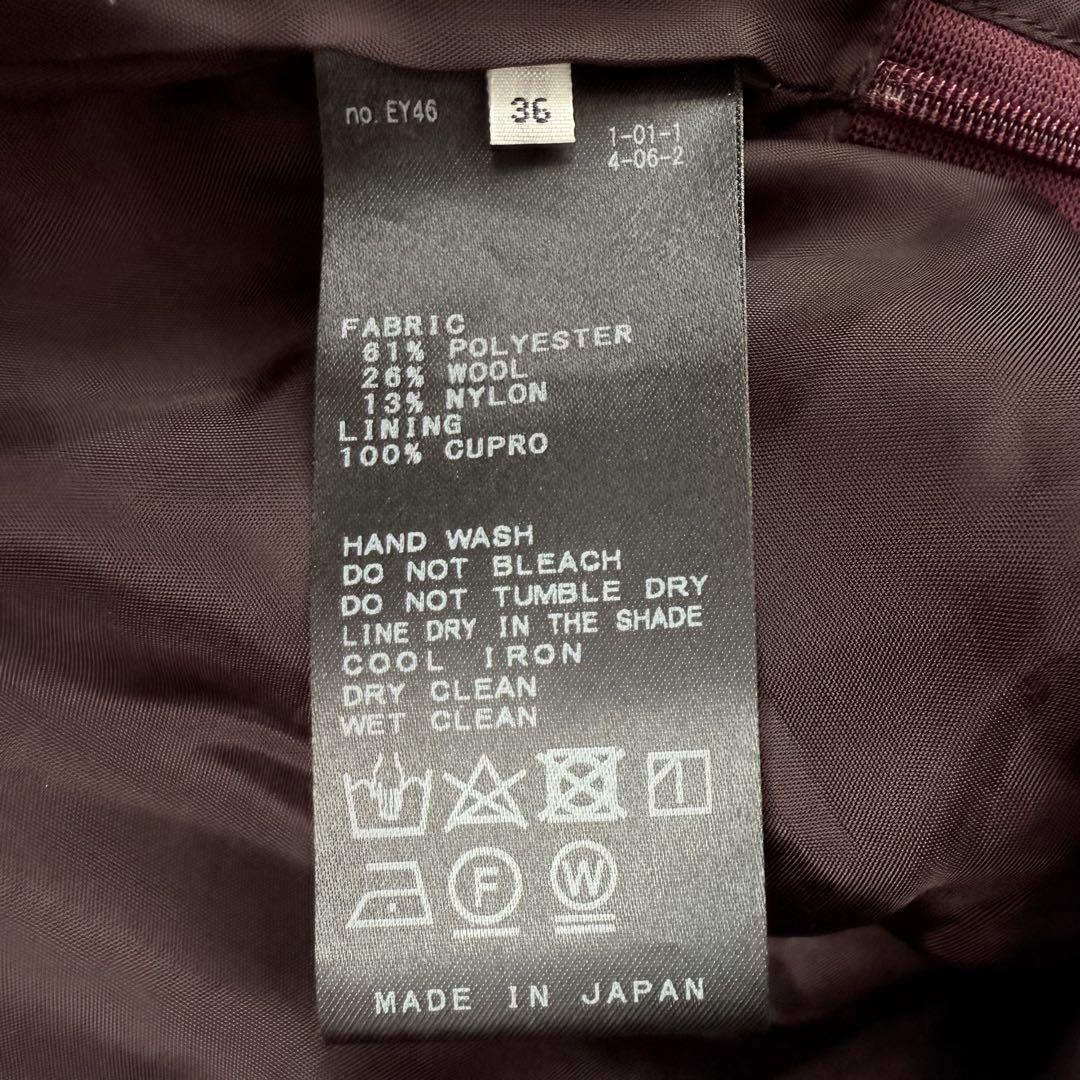 no. EY46
36
1-01-1
4-06-2
FABRIC
61% POLYESTER
26% WOOL
13% NYLON
LINING
100% CUPRO
HAND WASH
DO NOT BLEACH
DO NOT TUMBLE DRY
LINE DRY IN THE SHADE
COOL IRON
DRY CLEAN
WET CLEAN
F
W
MADE IN JAPAN